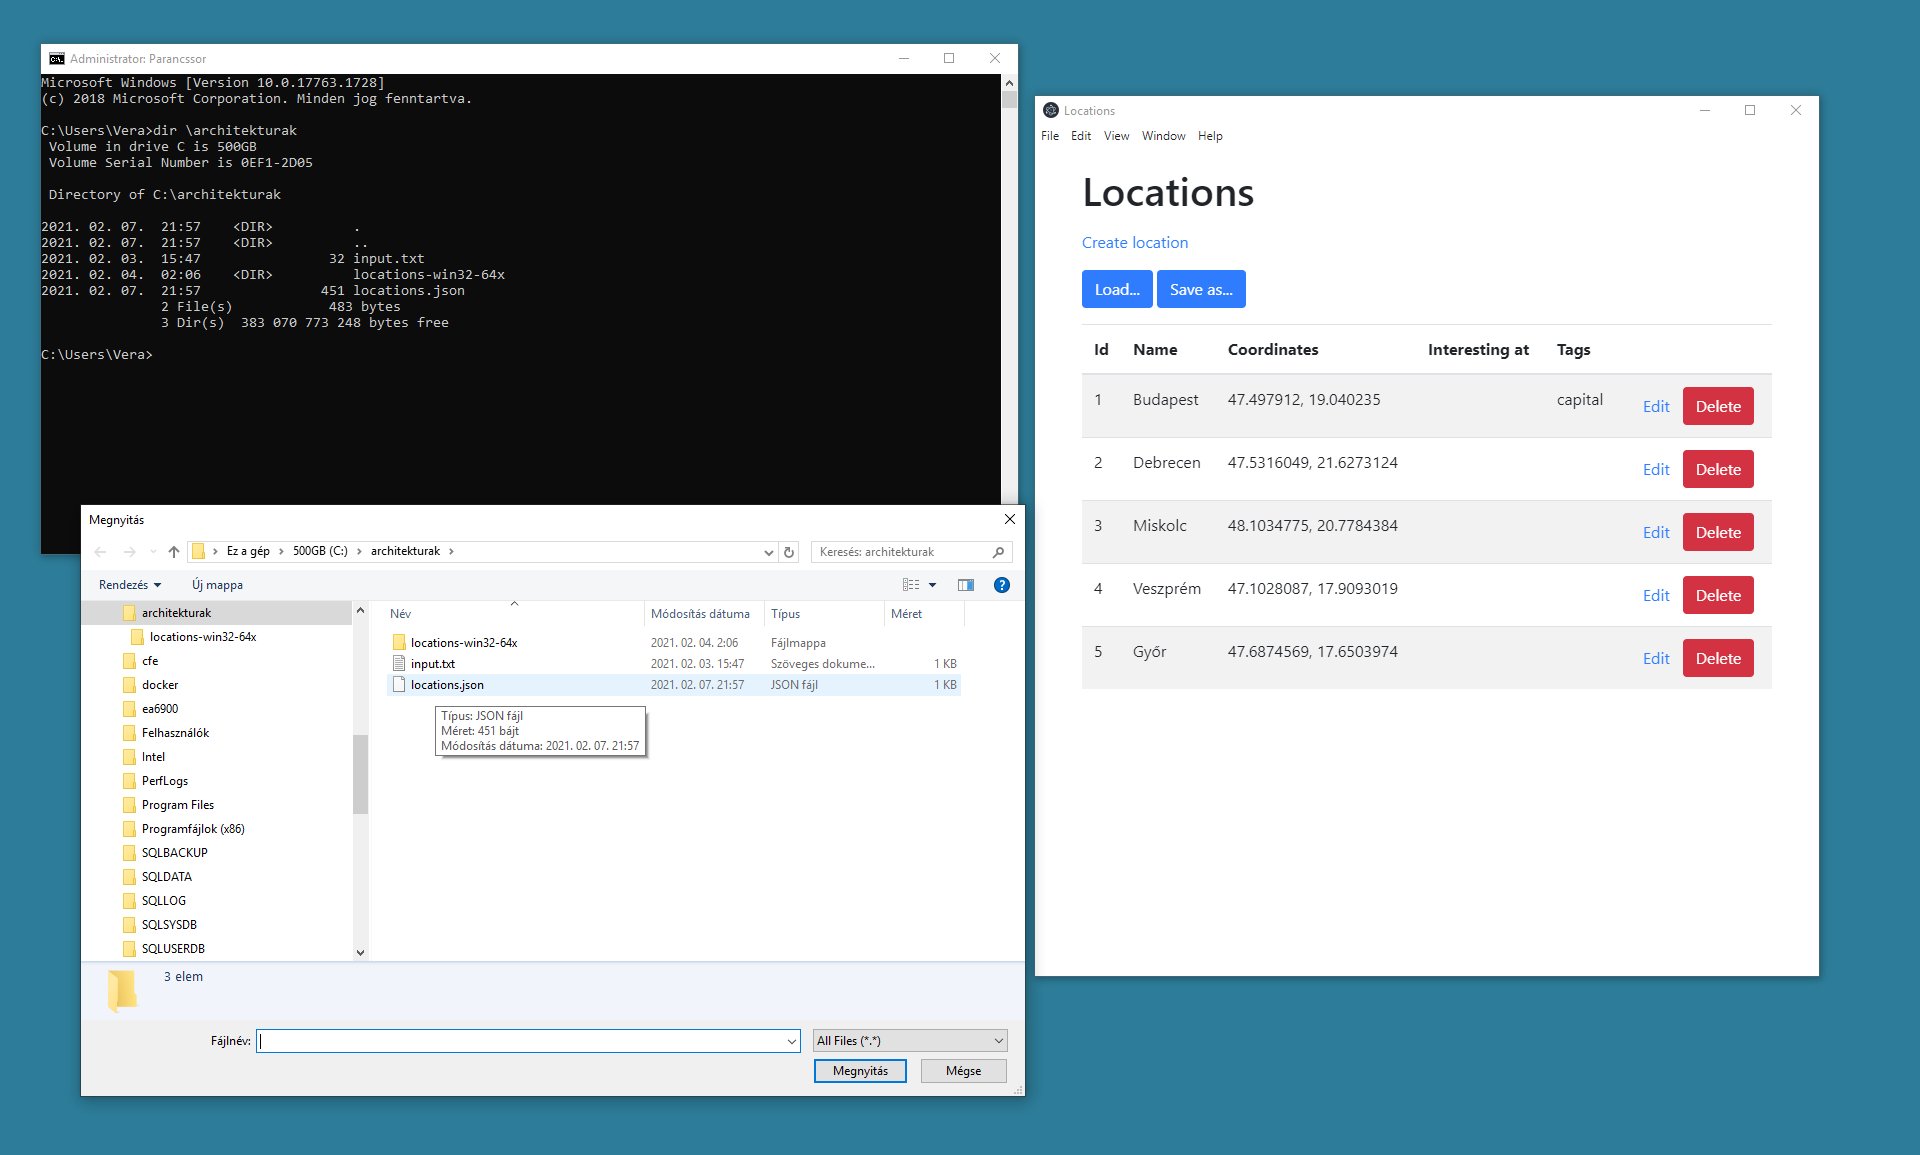 Administrator: Parancssor
Microsoft Windows [Version 10.0.17763.1728]
(c) 2018 Microsoft Corporation. Minden jog fenntartva.
C:\Users\Vera>dir \architekturak
Volume in drive C is 500GB
Volume Serial Number is 0EF1-2D05
Directory of C:\architekturak
2021. 02. 07.  21:57    <DIR>          .
2021. 02. 07.  21:57    <DIR>          ..
2021. 02. 03.  15:47                32 input.txt
2021. 02. 04.  02:06    <DIR>          locations-win32-64x
2021. 02. 07.  21:57               451 locations.json
2 File(s)            483 bytes
3 Dir(s)  383 070 773 248 bytes free
C:\Users\Vera>
Megnyitás
Ez a gép > 500GB (C:) > architekturak >
Keresés: architekturak
Rendezés Új mappa
architekturak
locations-win32-64x
cfe
docker
ea6900
Felhasználók
Intel
PerfLogs
Program Files
Programfájlok (x86)
SQLBACKUP
SQLDATA
SQLLOG
SQLSYSDB
SQLUSERDB
Név Módosítás dátuma Típus Méret
locations-win32-64x 2021. 02. 04. 2:06 Fájlmappa
input.txt 2021. 02. 03. 15:47 Szöveges dokume... 1 KB
locations.json 2021. 02. 07. 21:57 JSON fájl 1 KB
Típus: JSON fájl
Méret: 451 bájt
Módosítás dátuma: 2021. 02. 07. 21:57
3 elem
Fájlnév:
All Files (*.*)
Megnyitás Mégse
Locations
File Edit View Window Help
Locations
Create location
Load... Save as...
Id Name Coordinates Interesting at Tags
1 Budapest 47.497912, 19.040235 capital Edit Delete
2 Debrecen 47.5316049, 21.6273124 Edit Delete
3 Miskolc 48.1034775, 20.7784384 Edit Delete
4 Veszprém 47.1028087, 17.9093019 Edit Delete
5 Győr 47.6874569, 17.6503974 Edit Delete